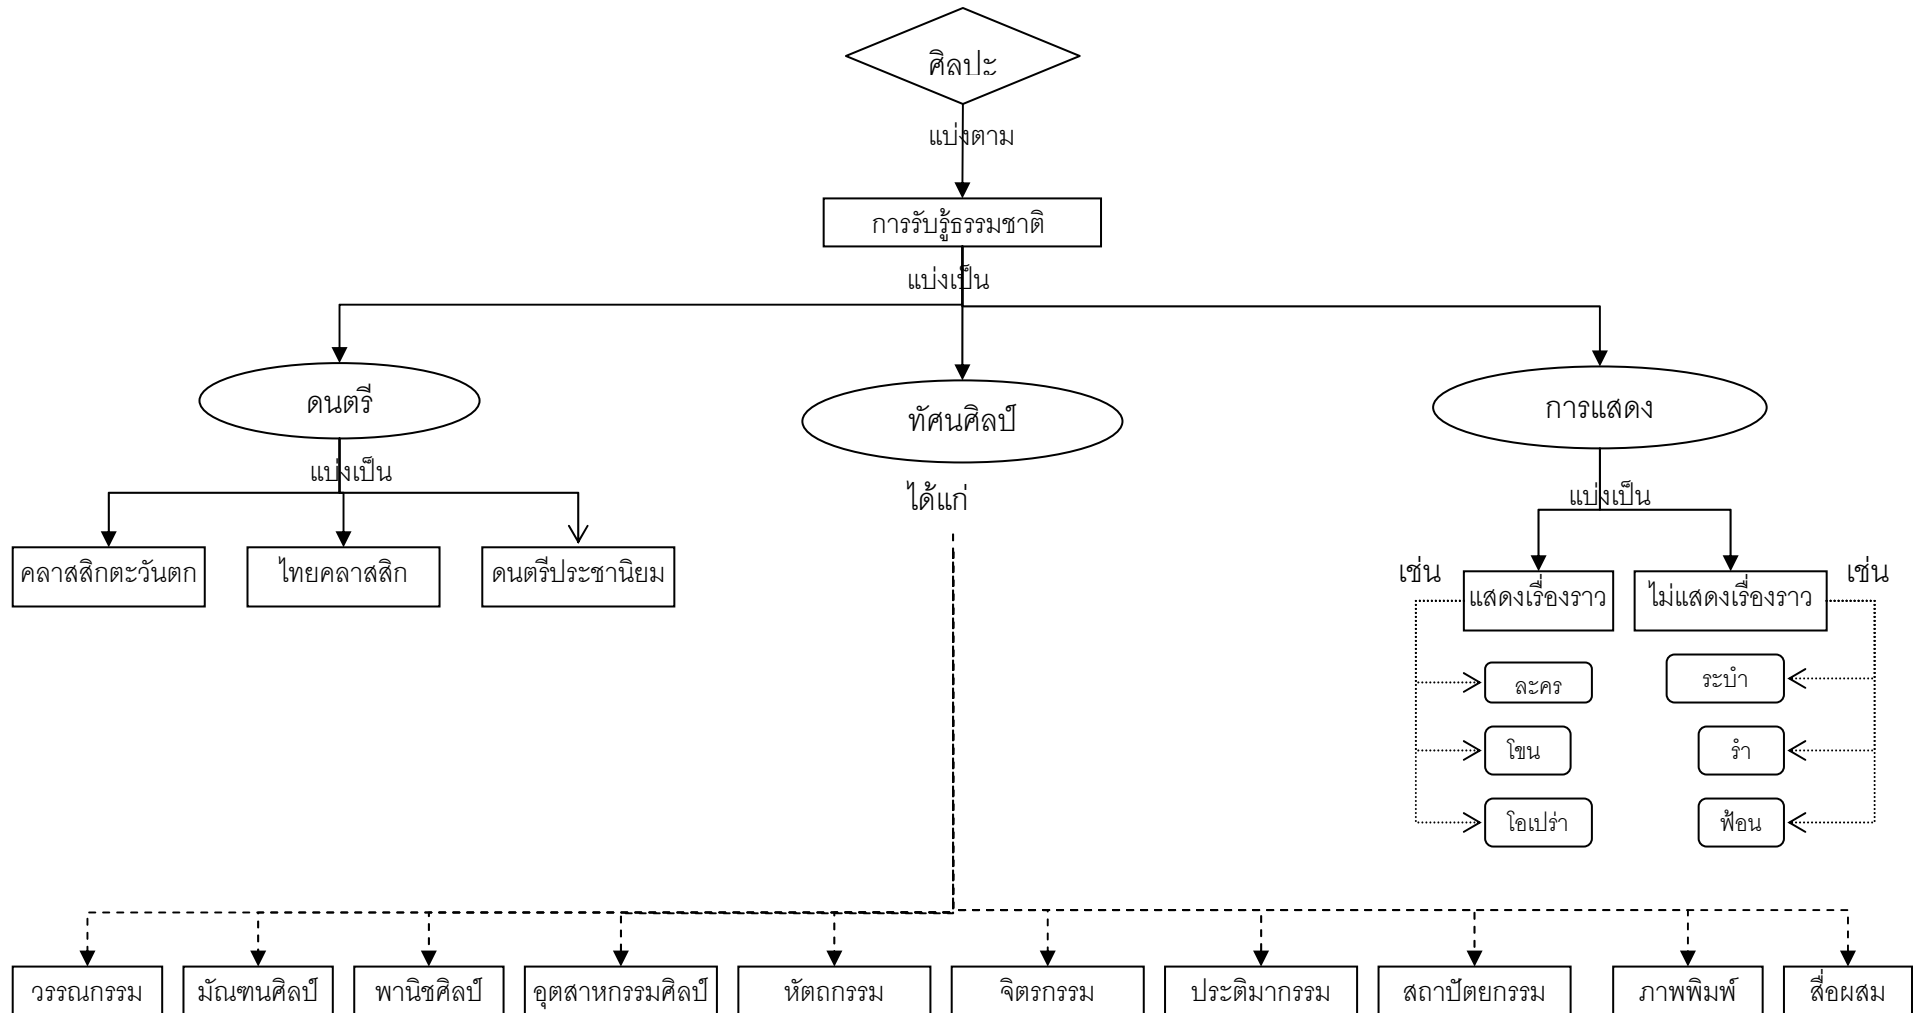 ศิลปะ
แบ่งตาม
การรับรู้ธรรมชาติ
แบ่งเป็น
ดนตรี
ทัศนศิลป์
การแสดง
แบ่งเป็น
ได้แก่
แบ่งเป็น
คลาสสิกตะวันตก
ไทยคลาสสิก
ดนตรีประชานิยม
เช่น
แสดงเรื่องราว
ไม่แสดงเรื่องราว
เช่น
ละคร
ระบำ
โขน
รำ
โอเปร่า
ฟ้อน
วรรณกรรม
มัณฑนศิลป์
พานิชศิลป์
อุตสาหกรรมศิลป์
หัตถกรรม
จิตรกรรม
ประติมากรรม
สถาปัตยกรรม
ภาพพิมพ์
สื่อผสม